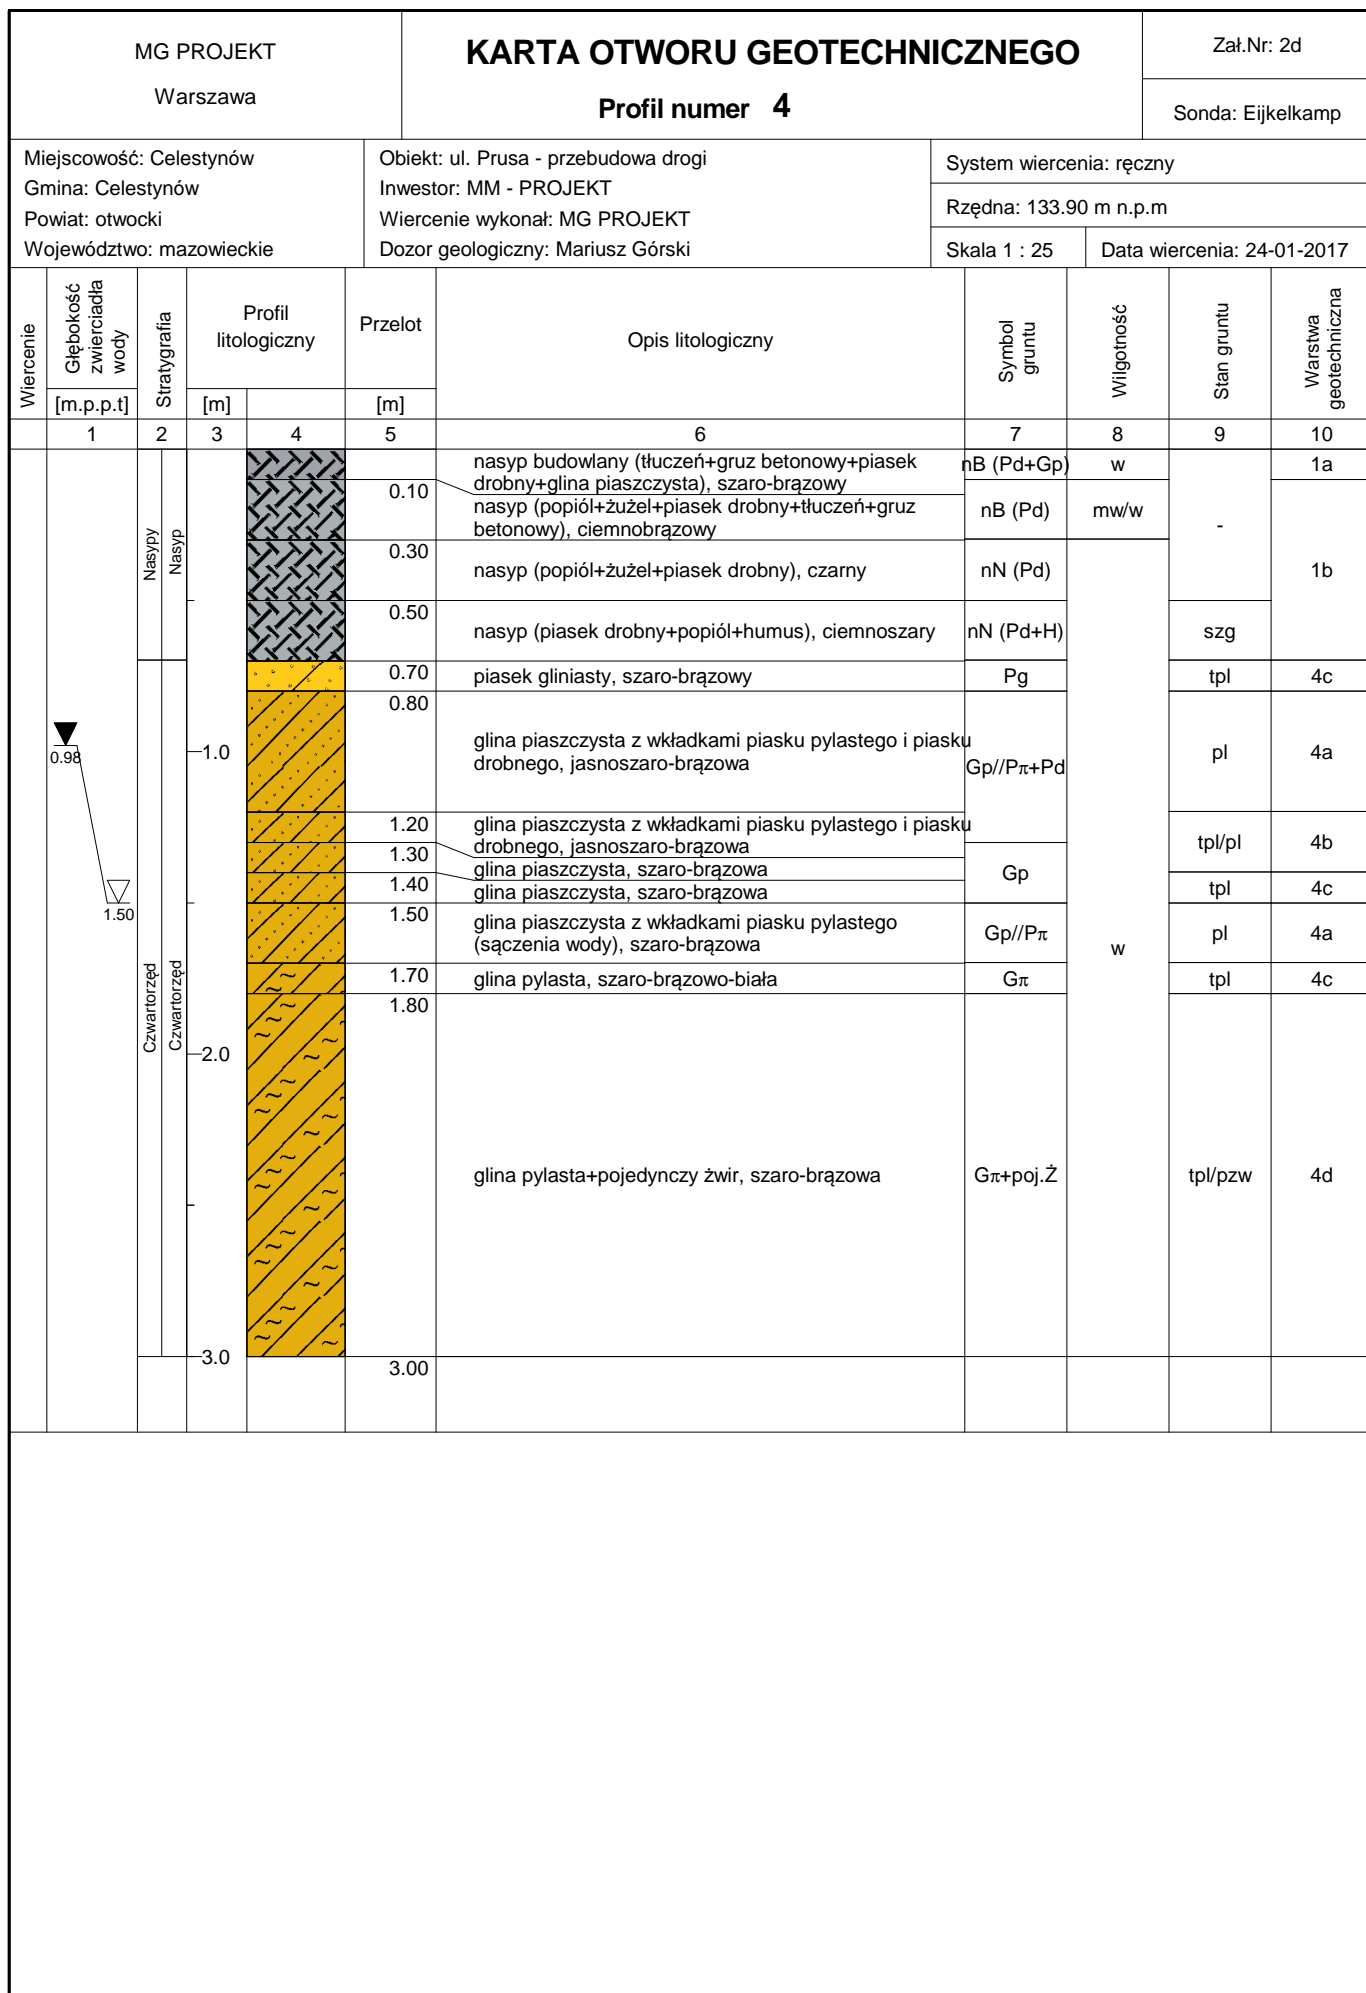 MG PROJEKT
Warszawa
KARTA OTWORU GEOTECHNICZNEGO
Profil numer 4
Zał.Nr: 2d
Sonda: Eijkelkamp
Miejscowość: Celestynów
Gmina: Celestynów
Powiat: otwocki
Województwo: mazowieckie
Obiekt: ul. Prusa - przebudowa drogi
Inwestor: MM - PROJEKT
Wiercenie wykonał: MG PROJEKT
Dozor geologiczny: Mariusz Górski
System wiercenia: ręczny
Rzędna: 133.90 m n.p.m
Skala 1 : 25
Data wiercenia: 24-01-2017
Wiercenie
Głębokość
zwierciadła
wody
[m.p.p.t]
Stratygrafia
Profil
litologiczny
[m]
Przelot
[m]
Opis litologiczny
Symbol
gruntu
Wilgotność
Stan gruntu
Warstwa
geotechniczna
1 2 3 4 5 6 7 8 9 10
nasyp budowlany (tłuczeń+gruz betonowy+piasek
drobny+glina piaszczysta), szaro-brązowy
nB (Pd+Gp) w 1a
0.10
nasyp (popiół+żużel+piasek drobny+tłuczeń+gruz
betonowy), ciemnobrązowy
nB (Pd) mw/w
-
Nasypy
Nasyp
0.30
nasyp (popiół+żużel+piasek drobny), czarny
nN (Pd)
1b
0.50
nasyp (piasek drobny+popiół+humus), ciemnoszary
nN (Pd+H)
szg
0.70
piasek gliniasty, szaro-brązowy
Pg
tpl
4c
0.80
0.98
1.0
glina piaszczysta z wkładkami piasku pylastego i piasku
drobnego, jasnoszaro-brązowa
Gp//Pπ+Pd
pl
4a
1.20
glina piaszczysta z wkładkami piasku pylastego i piasku
drobnego, jasnoszaro-brązowa
tpl/pl
4b
1.30
glina piaszczysta, szaro-brązowa
Gp
1.40
glina piaszczysta, szaro-brązowa
tpl
4c
1.50
1.50
glina piaszczysta z wkładkami piasku pylastego
(sączenia wody), szaro-brązowa
Gp//Pπ
w
pl
4a
1.70
glina pylasta, szaro-brązowo-biała
Gπ
tpl
4c
1.80
Czwartorzęd
Czwartorzęd
2.0
glina pylasta+pojedynczy żwir, szaro-brązowa
Gπ+poj.Ż
tpl/pzw
4d
3.0
3.00